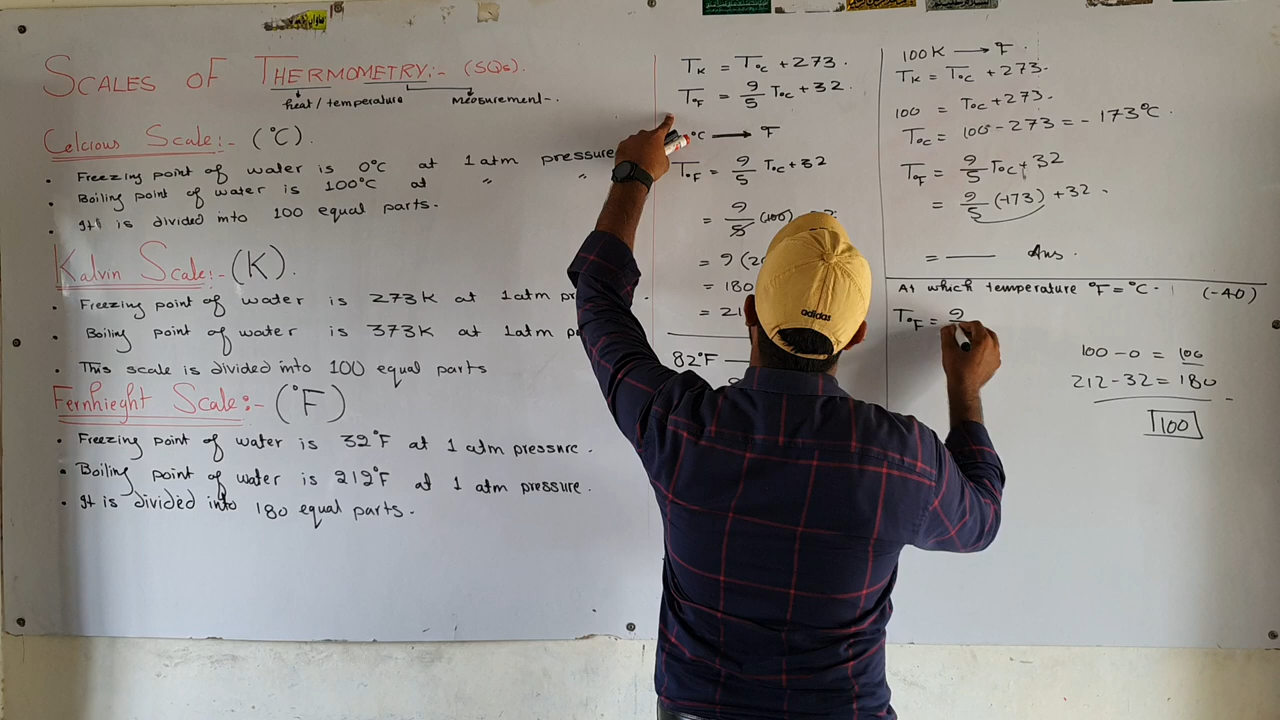 SCALES OF THERMOMETRY:- (SQs).
heat/temperature measurement-.
Celcious Scale:- (°C).
• Freezing point of water is 0°C at 1 atm pressure
• Boiling point of water is 100°C at " "
• It is divided into 100 equal parts.
Kalvin Scale:- (K).
• Freezing point of water is 273K at 1atm
• Boiling point of water is 373K at 1atm
• This scale is divided into 100 equal parts
Fernhieght Scale:- (°F)
• Freezing point of water is 32°F at 1 atm pressure.
• Boiling point of water is 212°F at 1 atm pressure.
• It is divided into 180 equal parts.
TK = T°C + 273.
T°F = 9/5 T°C + 32.
°C → °F
T°F = 9/5 T°C + 32
= 9/5 (100)
= 9 (20
= 180
= 21
82°F
100K → °F.
TK = T°C + 273.
100 = T°C + 273.
T°C = 100 - 273 = - 173°C.
T°F = 9/5 T°C + 32
= 9/5 (-173) + 32.
= —— Ans.
At which temperature °F = °C. (-40)
T°F = 9
100 - 0 = 100
212 - 32 = 180
100
adidas